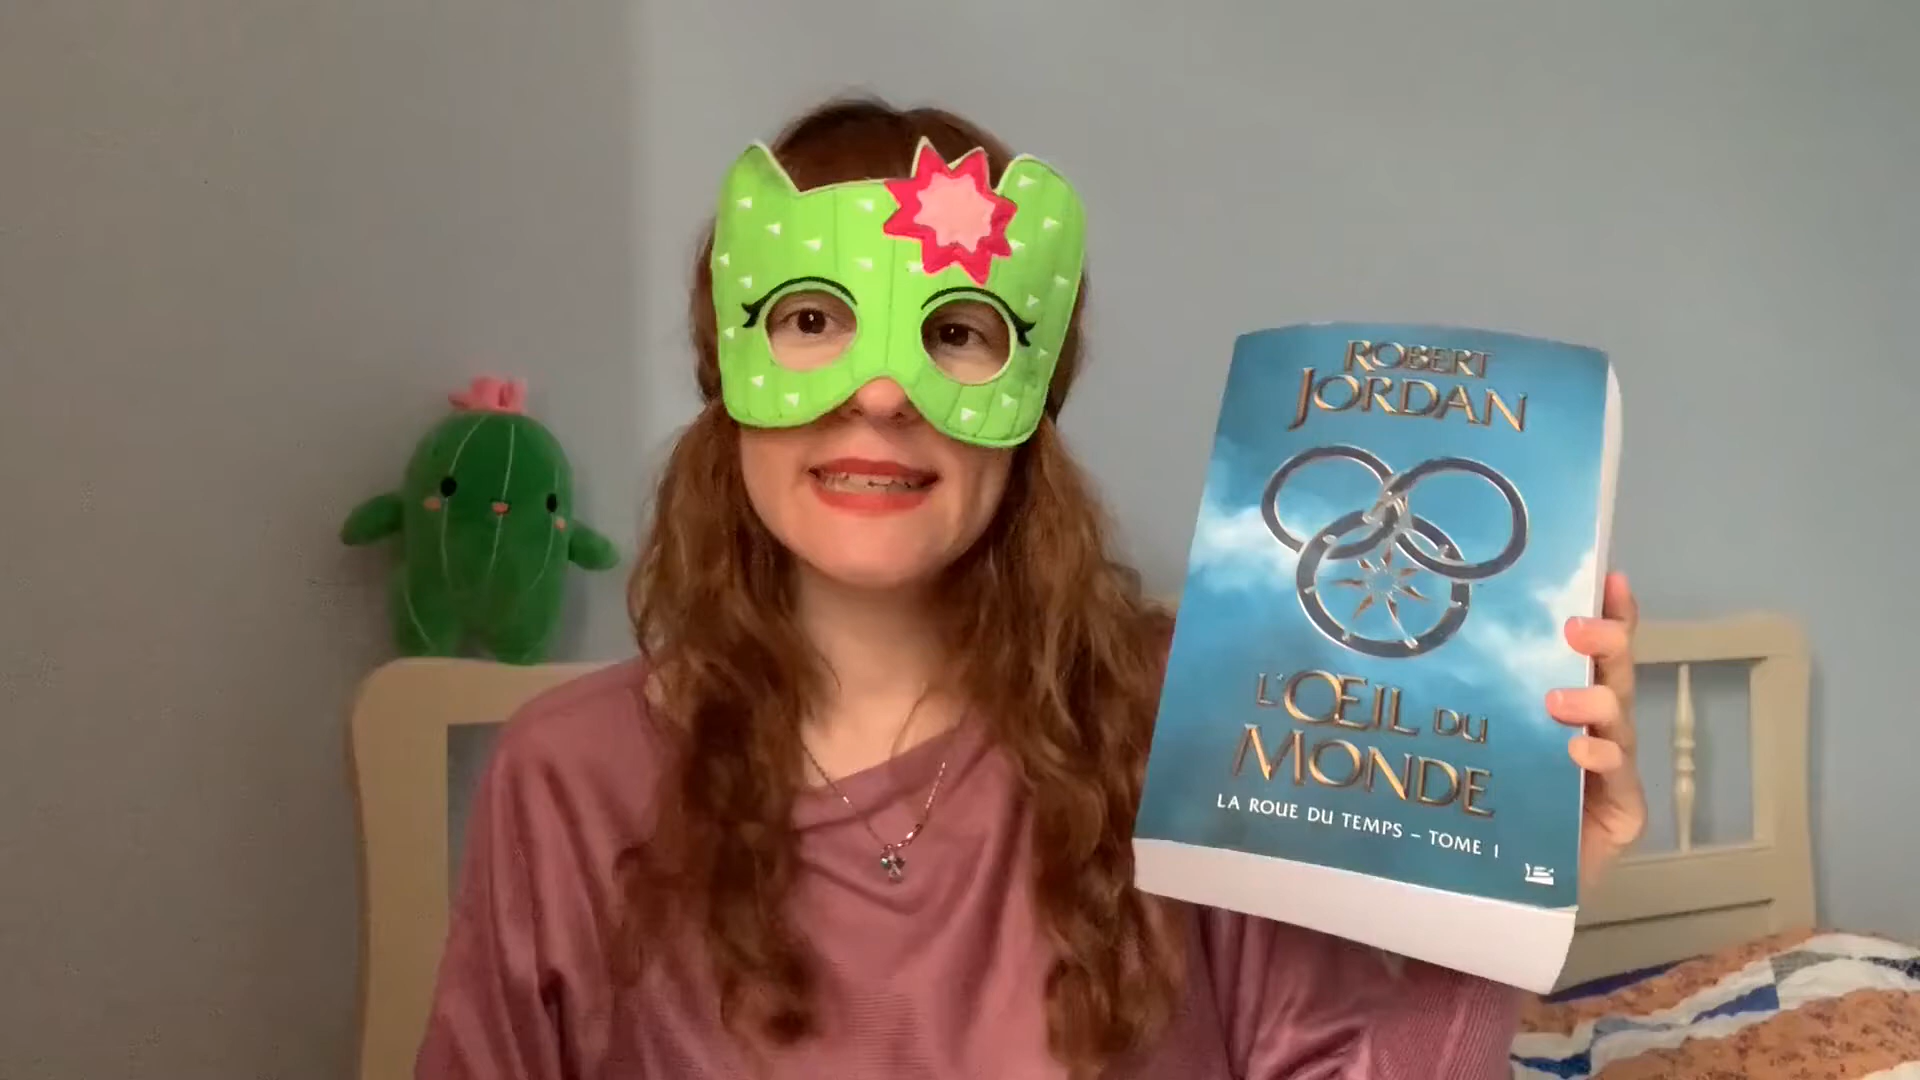 ROBERT
JORDAN
L'ŒIL DU
MONDE
LA ROUE DU TEMPS – TOME 1